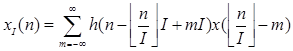 x_I(n) = \sum_{m=-\infty}^{\infty} h(n - \lfloor \frac{n}{I} \rfloor I + mI) x(\lfloor \frac{n}{I} \rfloor - m)